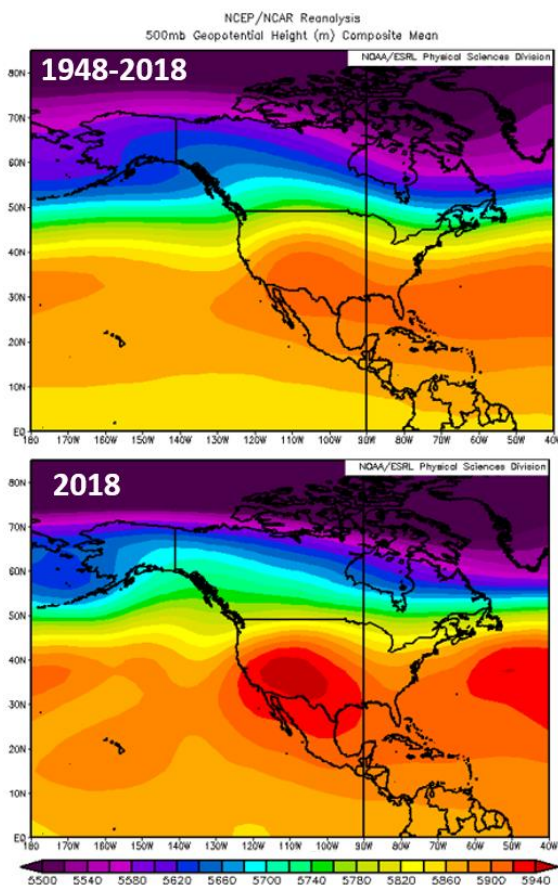 NCEP/NCAR Reanalysis
500mb Geopotential Height (m) Composite Mean
NOAA/ESRL Physical Sciences Division
1948-2018
80N
70N
60N
50N
40N
30N
20N
10N
EQ
180 170W 160W 150W 140W 130W 120W 110W 100W 90W 80W 70W 60W 50W 40W
NOAA/ESRL Physical Sciences Division
2018
80N
70N
60N
50N
40N
30N
20N
10N
EQ
180 170W 160W 150W 140W 130W 120W 110W 100W 90W 80W 70W 60W 50W 40W
5500 5540 5580 5620 5700 5740 5780 5820 5860 5900 5940